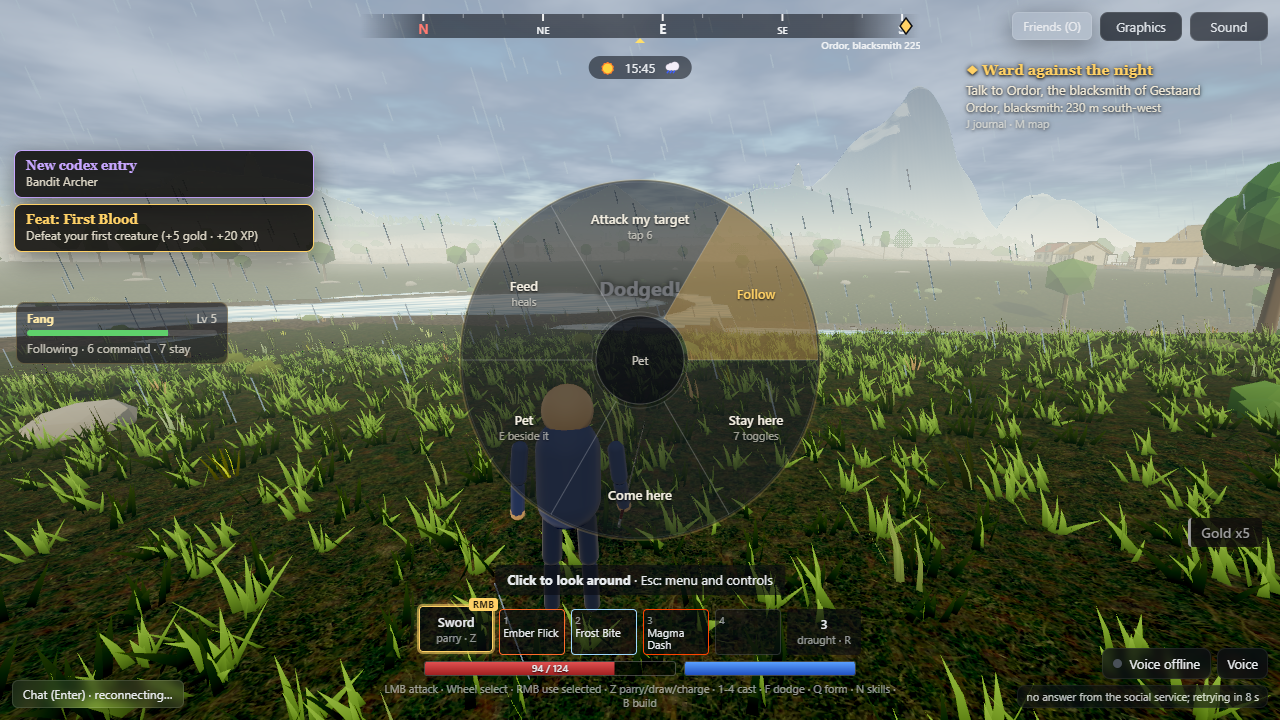 N
NE
E
SE
Ordor, blacksmith 225
15:45
Friends (O)
Graphics
Sound
Ward against the night
Talk to Ordor, the blacksmith of Gestaard
Ordor, blacksmith: 230 m south-west
J journal · M map
New codex entry
Bandit Archer
Feat: First Blood
Defeat your first creature (+5 gold · +20 XP)
Fang
Lv 5
Following · 6 command · 7 stay
Attack my target
tap 6
Feed
heals
Dodged!
Follow
Pet
Pet
E beside it
Stay here
7 toggles
Come here
Gold x5
Click to look around · Esc: menu and controls
RMB
Sword
parry · Z
1
Ember Flick
2
Frost Bite
3
Magma
Dash
4
3
draught · R
94 / 124
LMB attack · Wheel select · RMB use selected · Z parry/draw/charge · 1-4 cast · F dodge · Q form · N skills ·
B build
Voice offline
Voice
Chat (Enter) · reconnecting...
no answer from the social service; retrying in 8 s